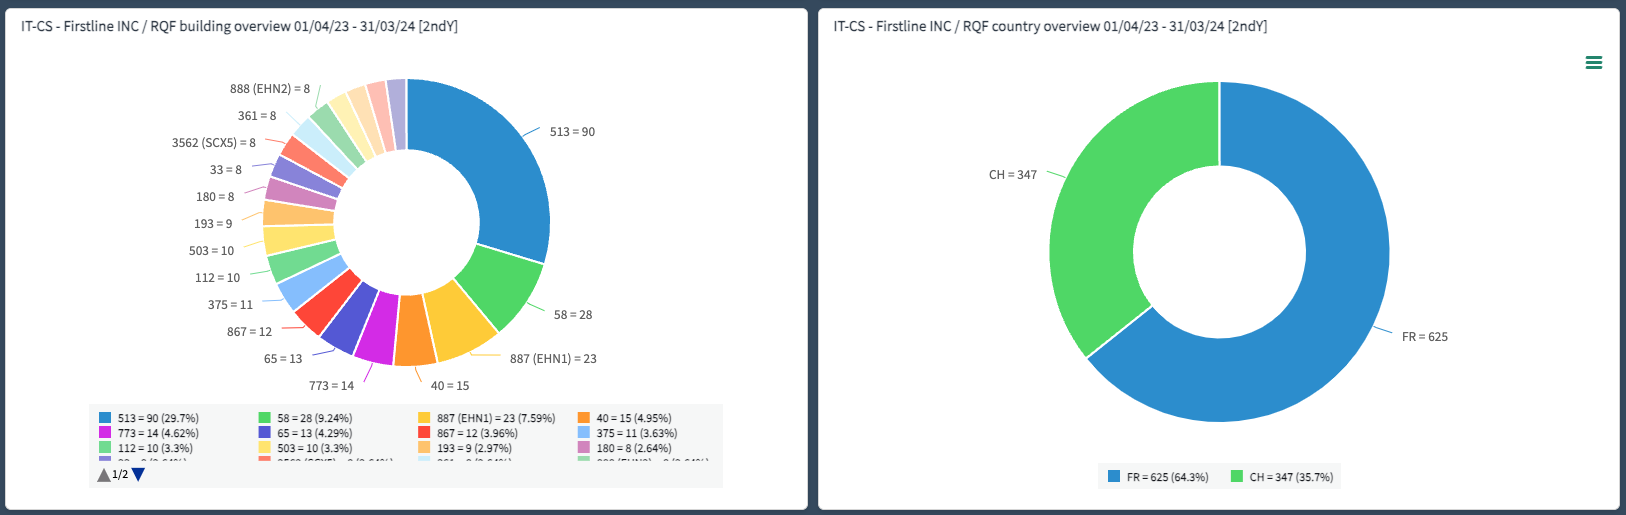 IT-CS - Firstline INC / RQF building overview 01/04/23 - 31/03/24 [2ndY]
888 (EHN2) = 8
361 = 8
3562 (SCX5) = 8
33 = 8
180 = 8
193 = 9
503 = 10
112 = 10
375 = 11
867 = 12
65 = 13
773 = 14
513 = 90
58 = 28
887 (EHN1) = 23
40 = 15
513 = 90 (29.7%) 58 = 28 (9.24%) 887 (EHN1) = 23 (7.59%) 40 = 15 (4.95%)
773 = 14 (4.62%) 65 = 13 (4.29%) 867 = 12 (3.96%) 375 = 11 (3.63%)
112 = 10 (3.3%) 503 = 10 (3.3%) 193 = 9 (2.97%) 180 = 8 (2.64%)
1/2
IT-CS - Firstline INC / RQF country overview 01/04/23 - 31/03/24 [2ndY]
CH = 347
FR = 625
FR = 625 (64.3%) CH = 347 (35.7%)